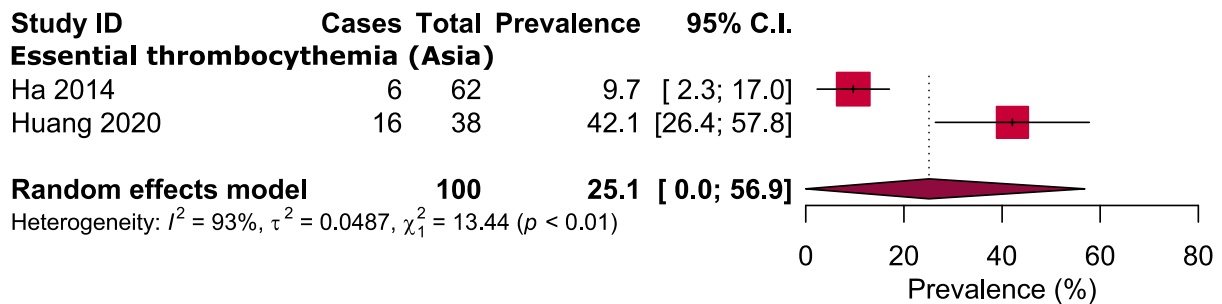 Study ID Cases Total Prevalence 95% C.I.
Essential thrombocythemia (Asia)
Ha 2014 6 62 9.7 [ 2.3; 17.0]
Huang 2020 16 38 42.1 [26.4; 57.8]
Random effects model 100 25.1 [ 0.0; 56.9]
Heterogeneity: I² = 93%, τ² = 0.0487, χ²₁ = 13.44 (p < 0.01)
0 20 40 60 80
Prevalence (%)